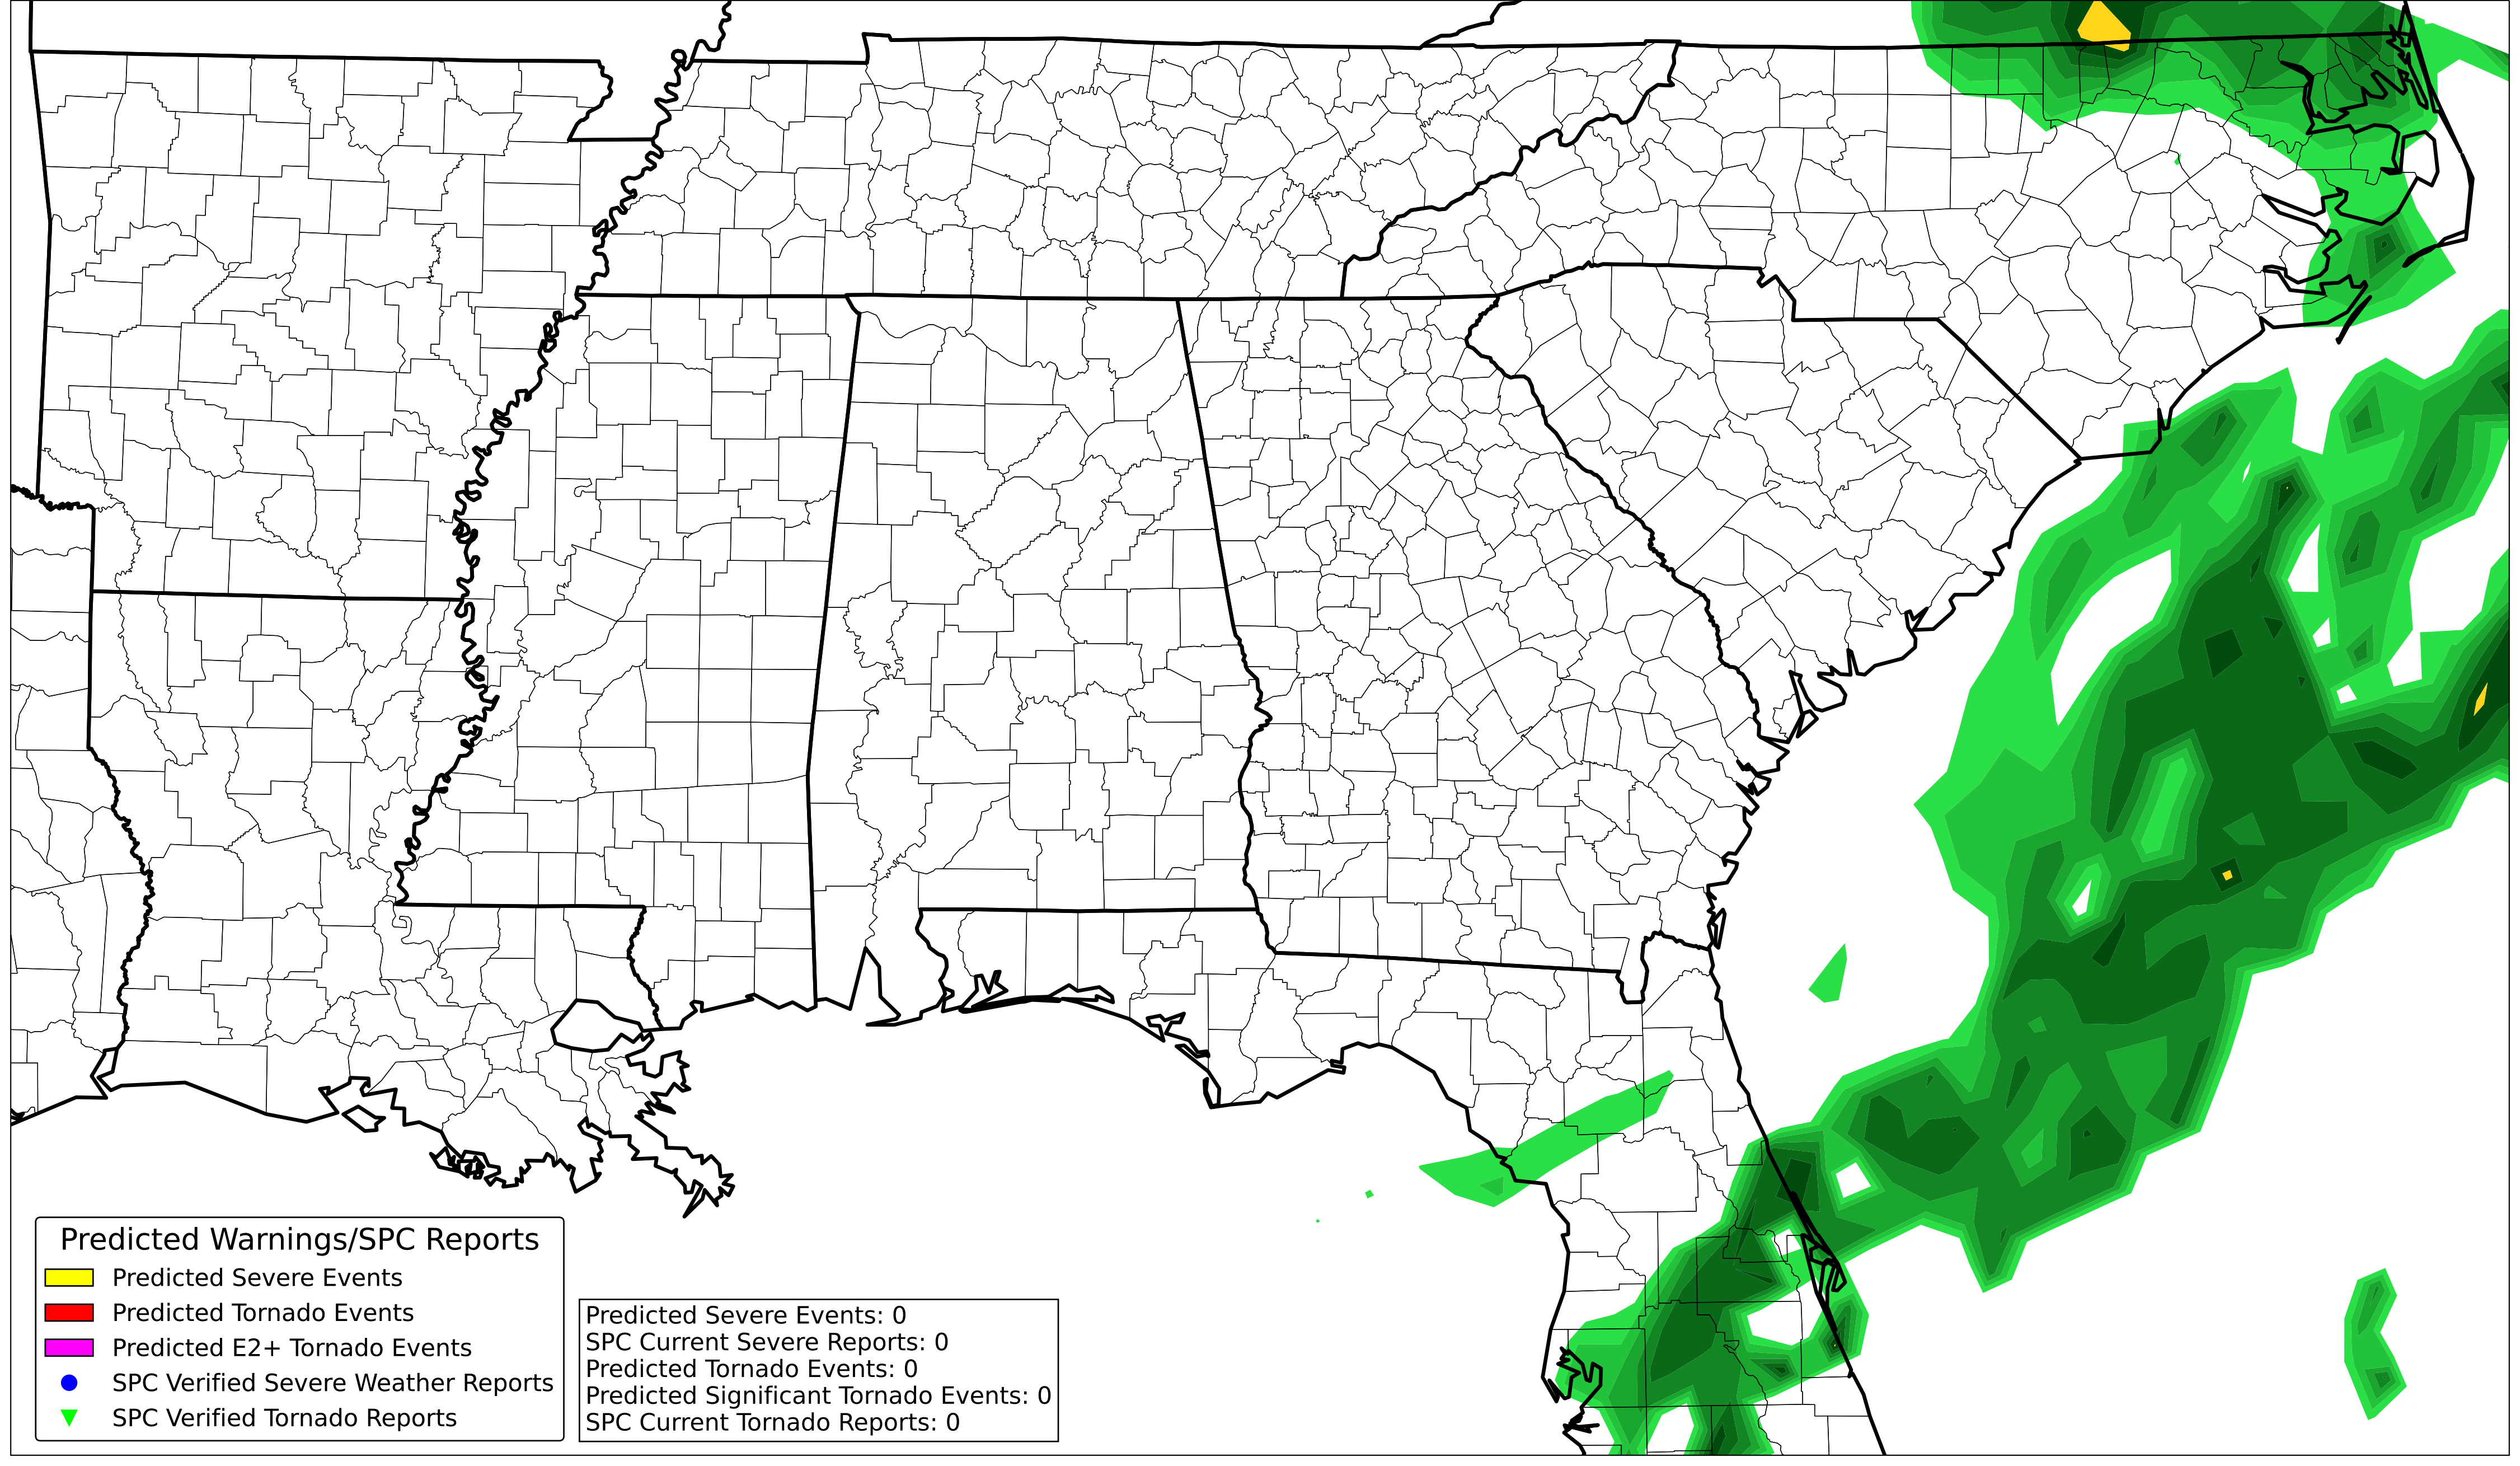 Predicted Warnings/SPC Reports
Predicted Severe Events
Predicted Tornado Events
Predicted E2+ Tornado Events
SPC Verified Severe Weather Reports
SPC Verified Tornado Reports
Predicted Severe Events: 0
SPC Current Severe Reports: 0
Predicted Tornado Events: 0
Predicted Significant Tornado Events: 0
SPC Current Tornado Reports: 0